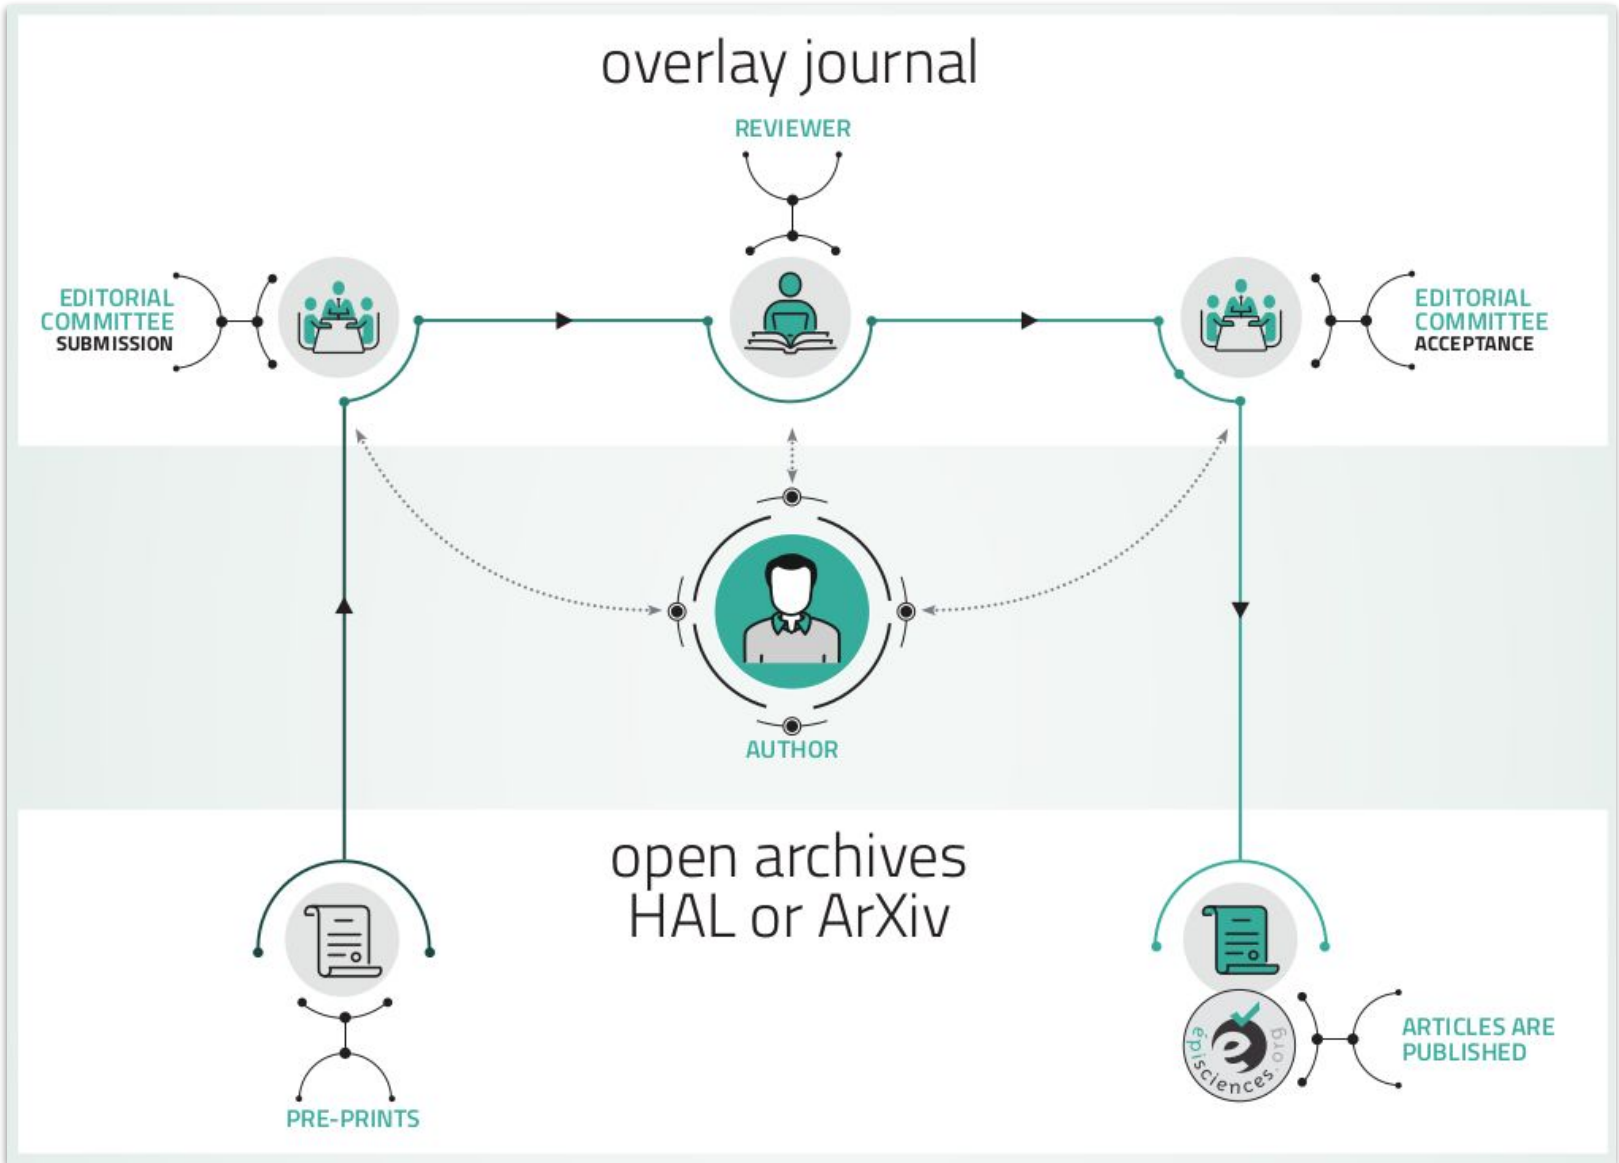 overlay journal
REVIEWER
EDITORIAL
COMMITTEE
SUBMISSION
EDITORIAL
COMMITTEE
ACCEPTANCE
AUTHOR
open archives
HAL or ArXiv
PRE-PRINTS
épisciences.org
ARTICLES ARE
PUBLISHED